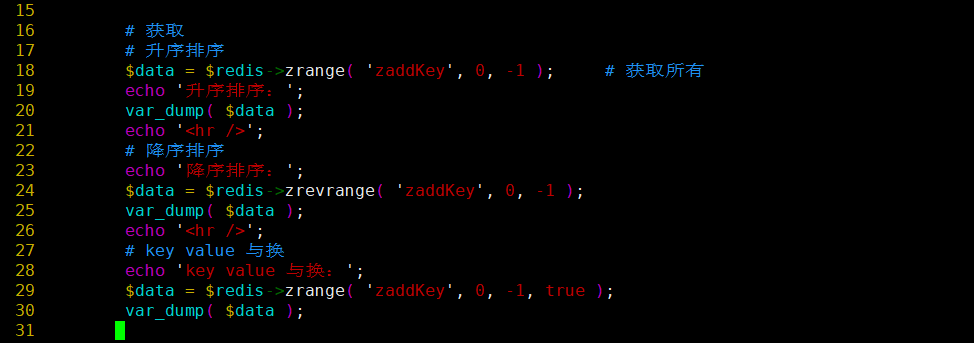 15
16 # 获取
17 # 升序排序
18 $data = $redis->zrange( 'zaddKey', 0, -1 ); # 获取所有
19 echo '升序排序：';
20 var_dump( $data );
21 echo '<hr />';
22 # 降序排序
23 echo '降序排序：';
24 $data = $redis->zrevrange( 'zaddKey', 0, -1 );
25 var_dump( $data );
26 echo '<hr />';
27 # key value 与换
28 echo 'key value 与换：';
29 $data = $redis->zrange( 'zaddKey', 0, -1, true );
30 var_dump( $data );
31